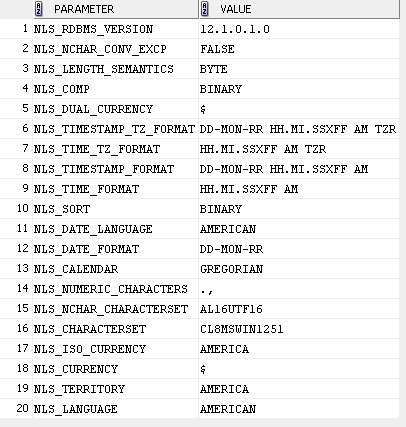 PARAMETER VALUE
1 NLS_RDBMS_VERSION 12.1.0.1.0
2 NLS_NCHAR_CONV_EXCP FALSE
3 NLS_LENGTH_SEMANTICS BYTE
4 NLS_COMP BINARY
5 NLS_DUAL_CURRENCY $
6 NLS_TIMESTAMP_TZ_FORMAT DD-MON-RR HH.MI.SSXFF AM TZR
7 NLS_TIME_TZ_FORMAT HH.MI.SSXFF AM TZR
8 NLS_TIMESTAMP_FORMAT DD-MON-RR HH.MI.SSXFF AM
9 NLS_TIME_FORMAT HH.MI.SSXFF AM
10 NLS_SORT BINARY
11 NLS_DATE_LANGUAGE AMERICAN
12 NLS_DATE_FORMAT DD-MON-RR
13 NLS_CALENDAR GREGORIAN
14 NLS_NUMERIC_CHARACTERS .,
15 NLS_NCHAR_CHARACTERSET AL16UTF16
16 NLS_CHARACTERSET CL8MSWIN1251
17 NLS_ISO_CURRENCY AMERICA
18 NLS_CURRENCY $
19 NLS_TERRITORY AMERICA
20 NLS_LANGUAGE AMERICAN